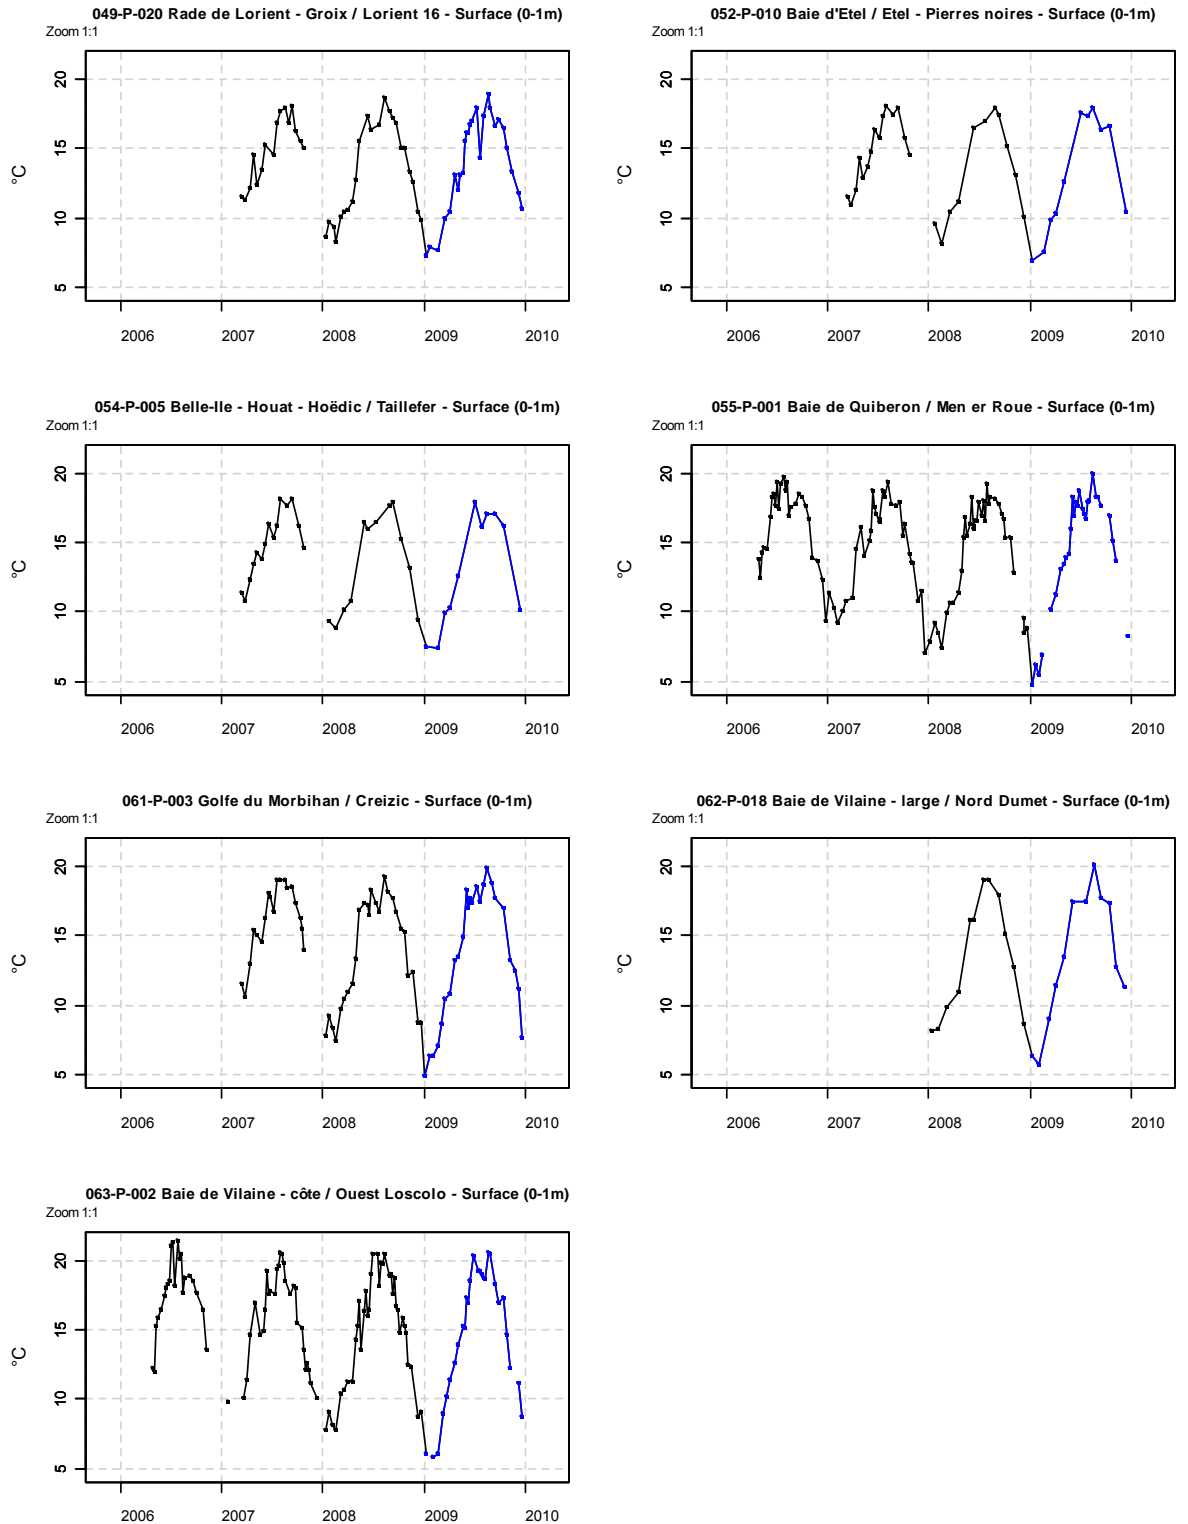 049-P-020 Rade de Lorient - Groix / Lorient 16 - Surface (0-1m)
Zoom 1:1
°C
20
15
10
5
2006 2007 2008 2009 2010
052-P-010 Baie d'Etel / Etel - Pierres noires - Surface (0-1m)
Zoom 1:1
°C
20
15
10
5
2006 2007 2008 2009 2010
054-P-005 Belle-Ile - Houat - Hoëdic / Taillefer - Surface (0-1m)
Zoom 1:1
°C
20
15
10
5
2006 2007 2008 2009 2010
055-P-001 Baie de Quiberon / Men er Roue - Surface (0-1m)
Zoom 1:1
°C
20
15
10
5
2006 2007 2008 2009 2010
061-P-003 Golfe du Morbihan / Creizic - Surface (0-1m)
Zoom 1:1
°C
20
15
10
5
2006 2007 2008 2009 2010
062-P-018 Baie de Vilaine - large / Nord Dumet - Surface (0-1m)
Zoom 1:1
°C
20
15
10
5
2006 2007 2008 2009 2010
063-P-002 Baie de Vilaine - côte / Ouest Loscolo - Surface (0-1m)
Zoom 1:1
°C
20
15
10
5
2006 2007 2008 2009 2010